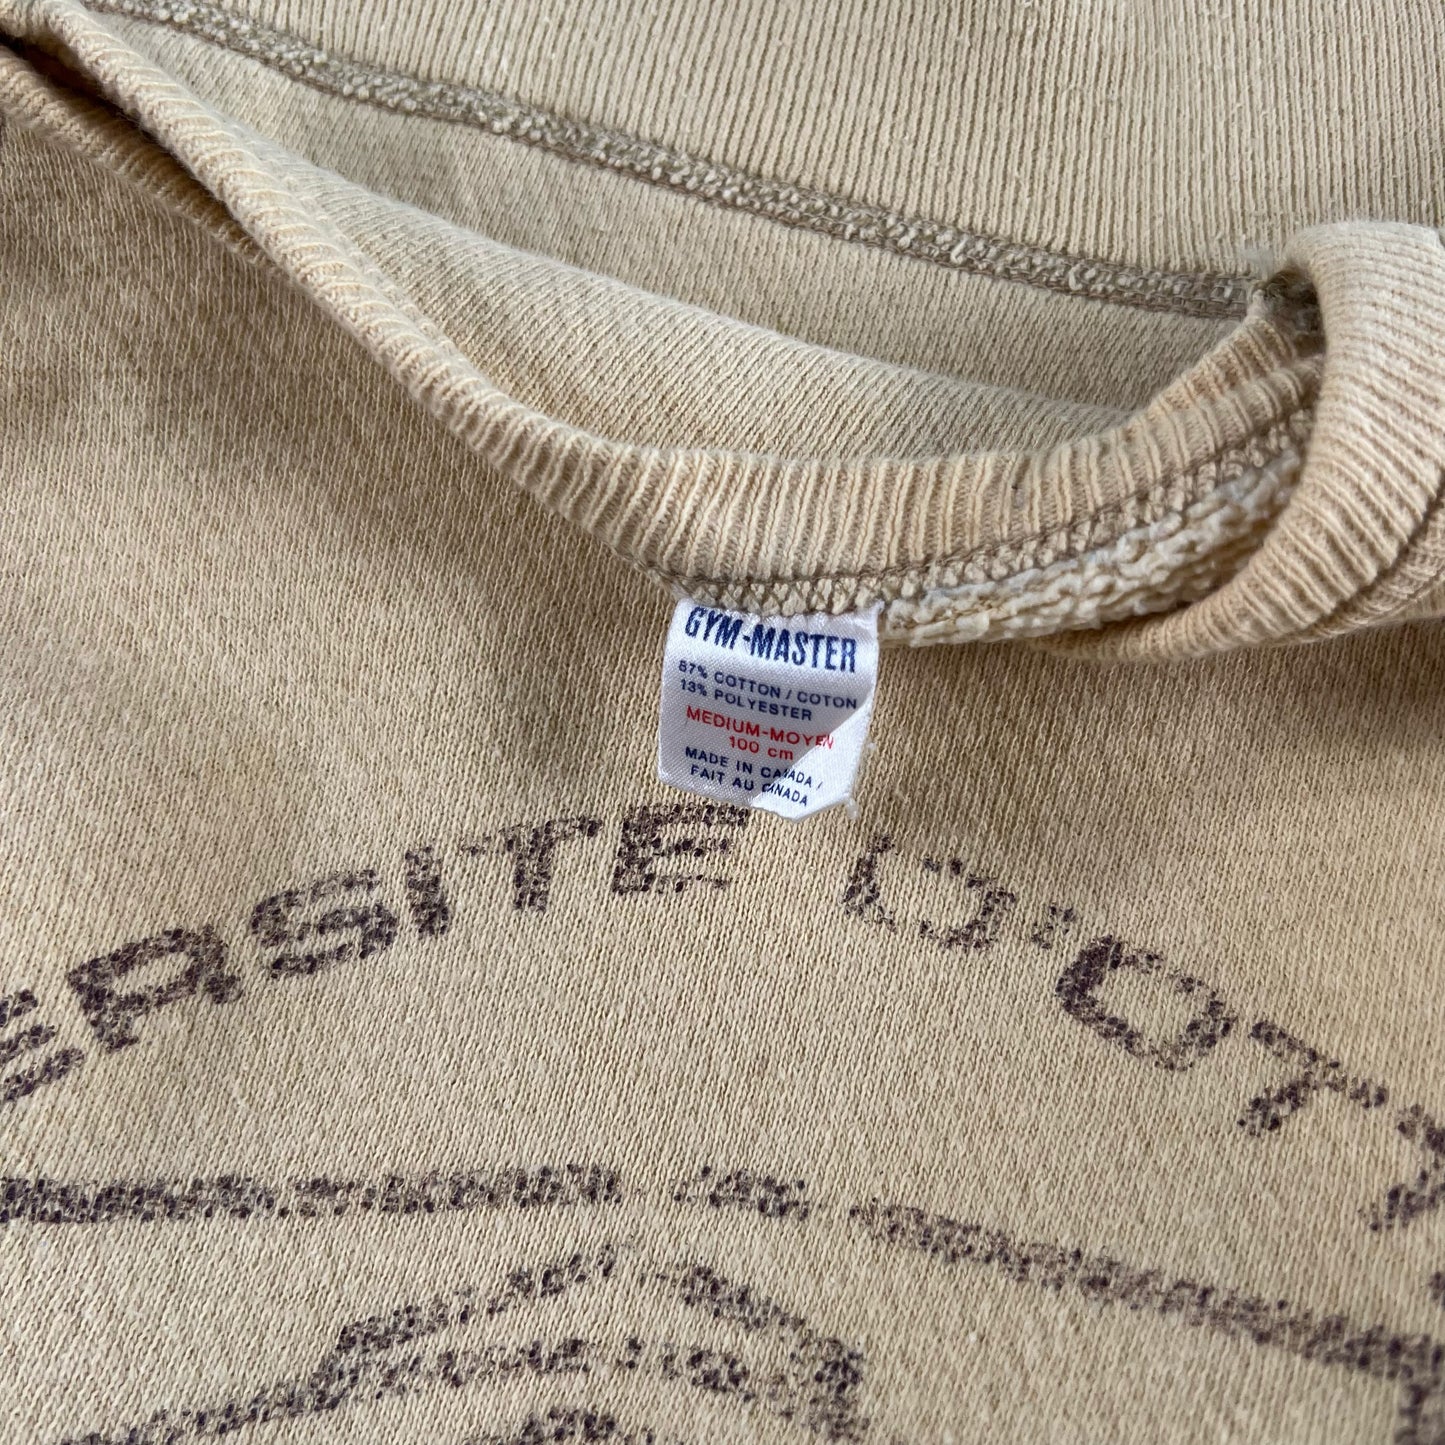 GYM-MASTER
87% COTTON / COTON
13% POLYESTER
MEDIUM-MOYEN
100 cm
MADE IN CANADA /
FAIT AU CANADA
ERSITE D'OTT